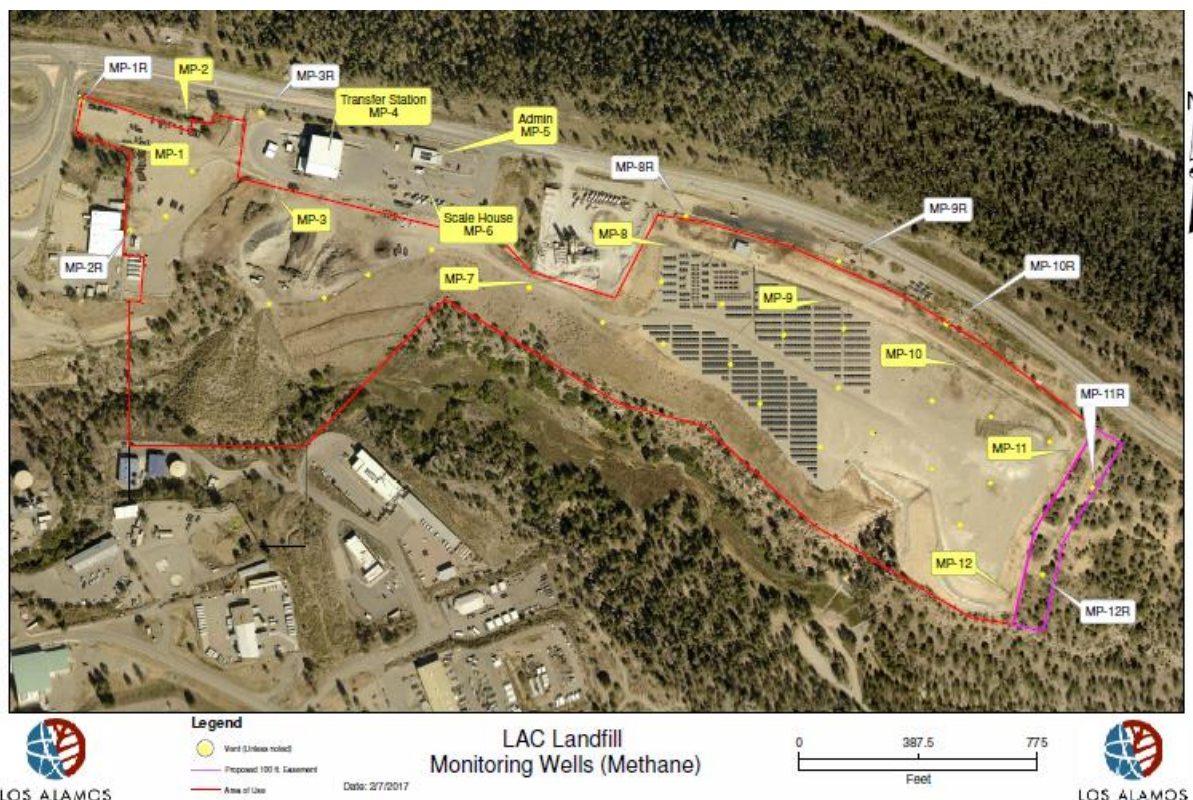 MP-1R
MP-2
MP-3R
Transfer Station
MP-4
Admin
MP-5
MP-1
MP-8R
MP-3
Scale House
MP-6
MP-8
MP-9R
MP-2R
MP-7
MP-9
MP-10R
MP-10
MP-11R
MP-11
MP-12
MP-12R
N
Legend
Vent (Unless noted)
Proposed 100 ft. Easement
Area of Use
Date: 2/7/2017
LAC Landfill
Monitoring Wells (Methane)
0 387.5 775
Feet
LOS ALAMOS
LOS ALAMOS